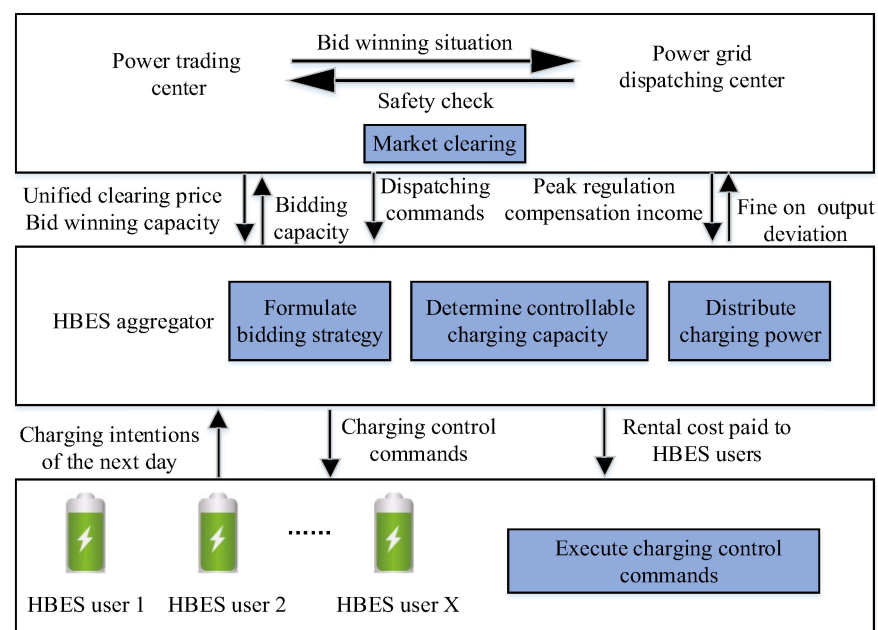 Power trading
center
Bid winning situation
Safety check
Power grid
dispatching center
Market clearing
Unified clearing price
Bid winning capacity
Bidding
capacity
Dispatching
commands
Peak regulation
compensation income
Fine on output
deviation
HBES aggregator
Formulate
bidding strategy
Determine controllable
charging capacity
Distribute
charging power
Charging intentions
of the next day
Charging control
commands
Rental cost paid to
HBES users
......
Execute charging control
commands
HBES user 1
HBES user 2
HBES user X